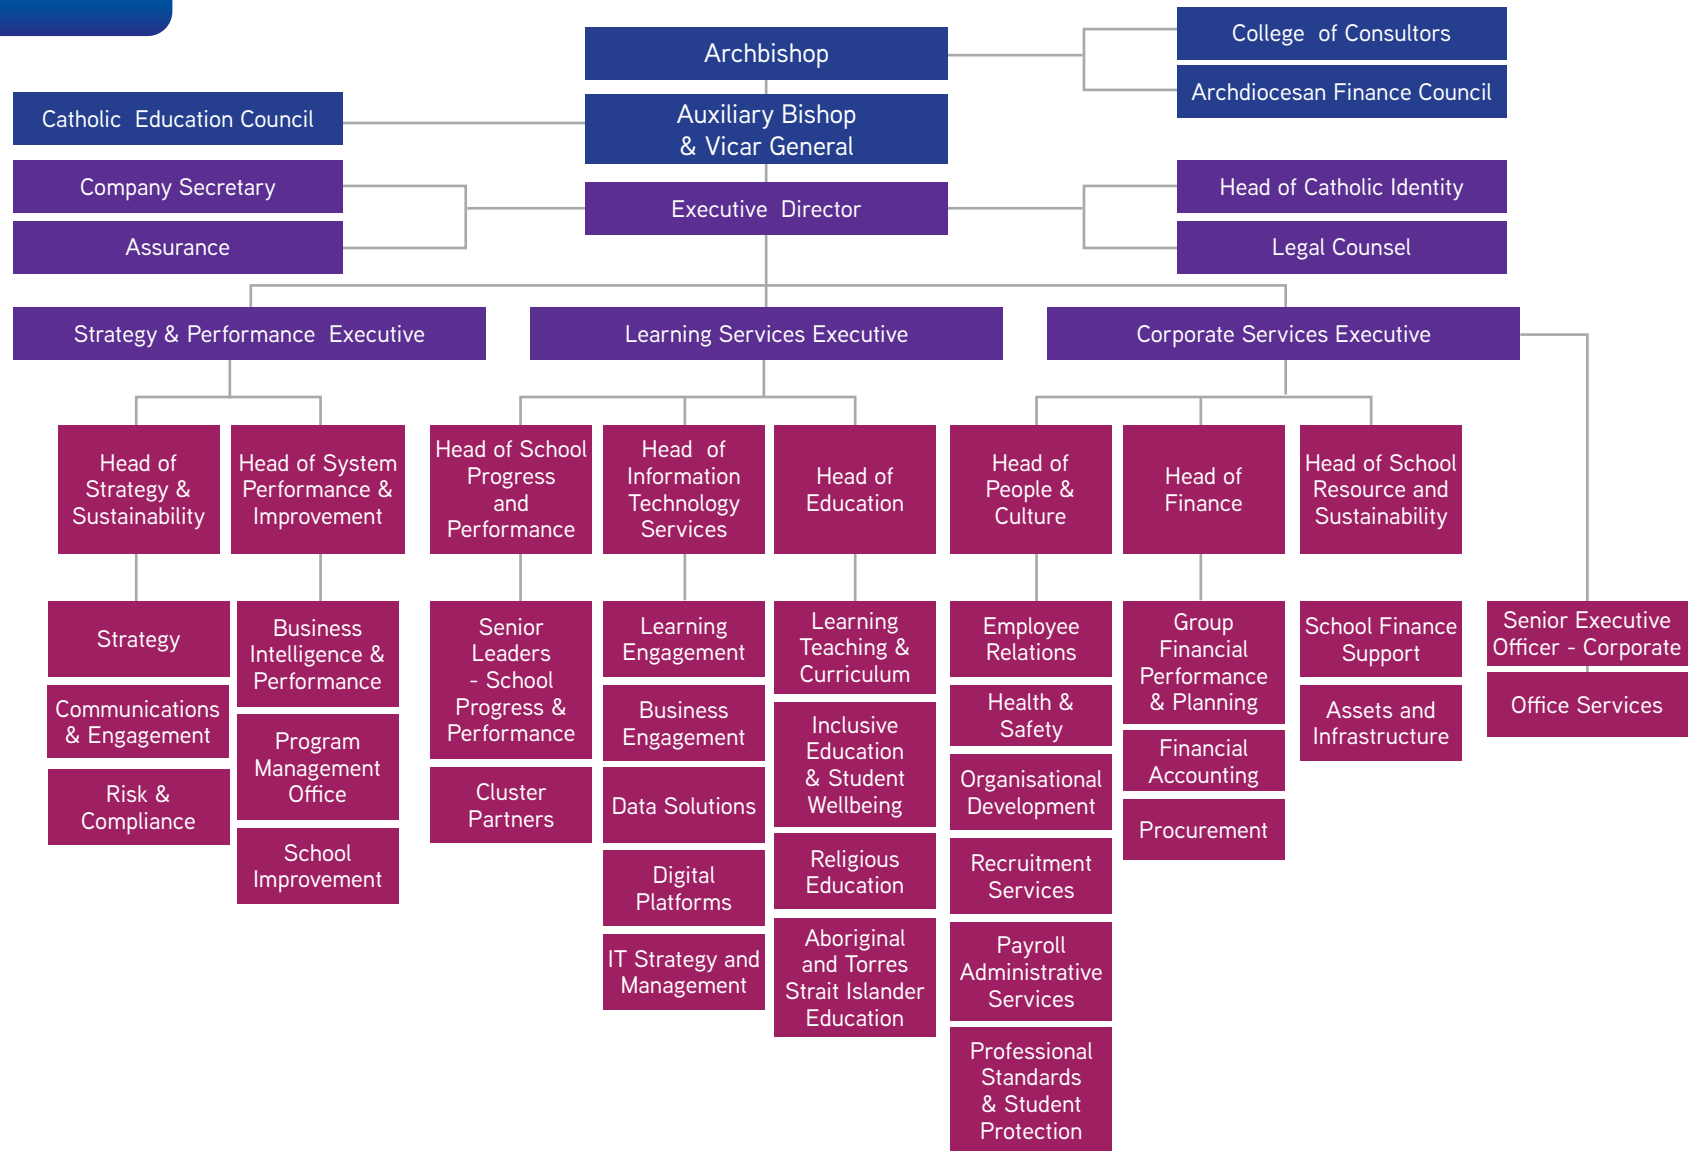 Archbishop
College of Consultors
Archdiocesan Finance Council
Catholic Education Council
Auxiliary Bishop
& Vicar General
Company Secretary
Assurance
Executive Director
Head of Catholic Identity
Legal Counsel
Strategy & Performance Executive
Learning Services Executive
Corporate Services Executive
Head of
Strategy &
Sustainability
Head of System
Performance &
Improvement
Head of School
Progress
and
Performance
Head of
Information
Technology
Services
Head of
Education
Head of
People &
Culture
Head of
Finance
Head of School
Resource and
Sustainability
Strategy
Communications
& Engagement
Risk &
Compliance
Business
Intelligence &
Performance
Program
Management
Office
School
Improvement
Senior
Leaders
- School
Progress &
Performance
Cluster
Partners
Learning
Engagement
Business
Engagement
Data Solutions
Digital
Platforms
IT Strategy and
Management
Learning
Teaching &
Curriculum
Inclusive
Education
& Student
Wellbeing
Religious
Education
Aboriginal
and Torres
Strait Islander
Education
Employee
Relations
Health &
Safety
Organisational
Development
Recruitment
Services
Payroll
Administrative
Services
Professional
Standards
& Student
Protection
Group
Financial
Performance
& Planning
Financial
Accounting
Procurement
School Finance
Support
Assets and
Infrastructure
Senior Executive
Officer - Corporate
Office Services